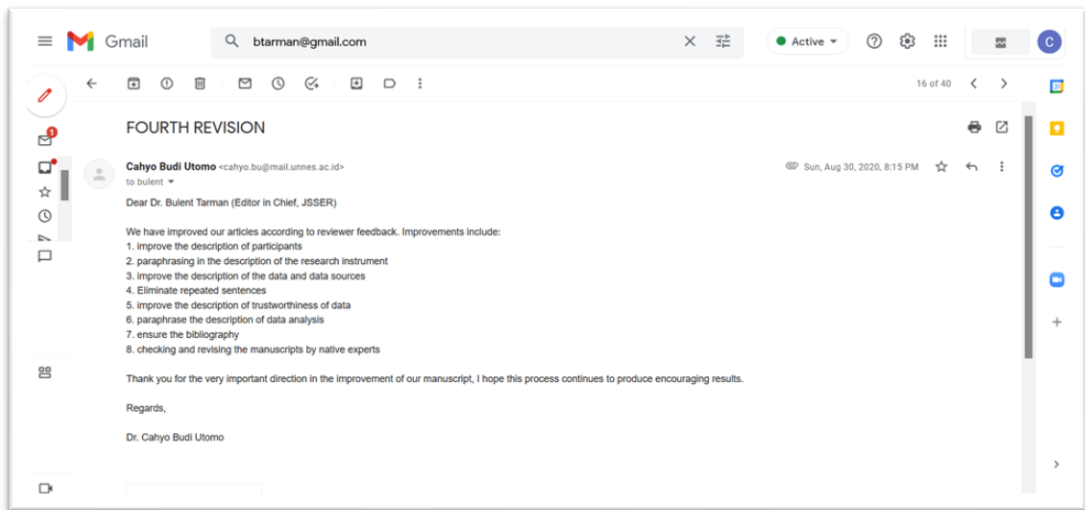 Gmail
btarman@gmail.com
Active
C
16 of 40
1
FOURTH REVISION
Cahyo Budi Utomo <cahyo.bu@mail.unnes.ac.id>
Sun, Aug 30, 2020, 8:15 PM
to bulent
Dear Dr. Bulent Tarman (Editor in Chief, JSSER)
We have improved our articles according to reviewer feedback. Improvements include:
1. improve the description of participants
2. paraphrasing in the description of the research instrument
3. improve the description of the data and data sources
4. Eliminate repeated sentences
5. improve the description of trustworthiness of data
6. paraphrase the description of data analysis
7. ensure the bibliography
8. checking and revising the manuscripts by native experts
Thank you for the very important direction in the improvement of our manuscript, I hope this process continues to produce encouraging results.
Regards,
Dr. Cahyo Budi Utomo